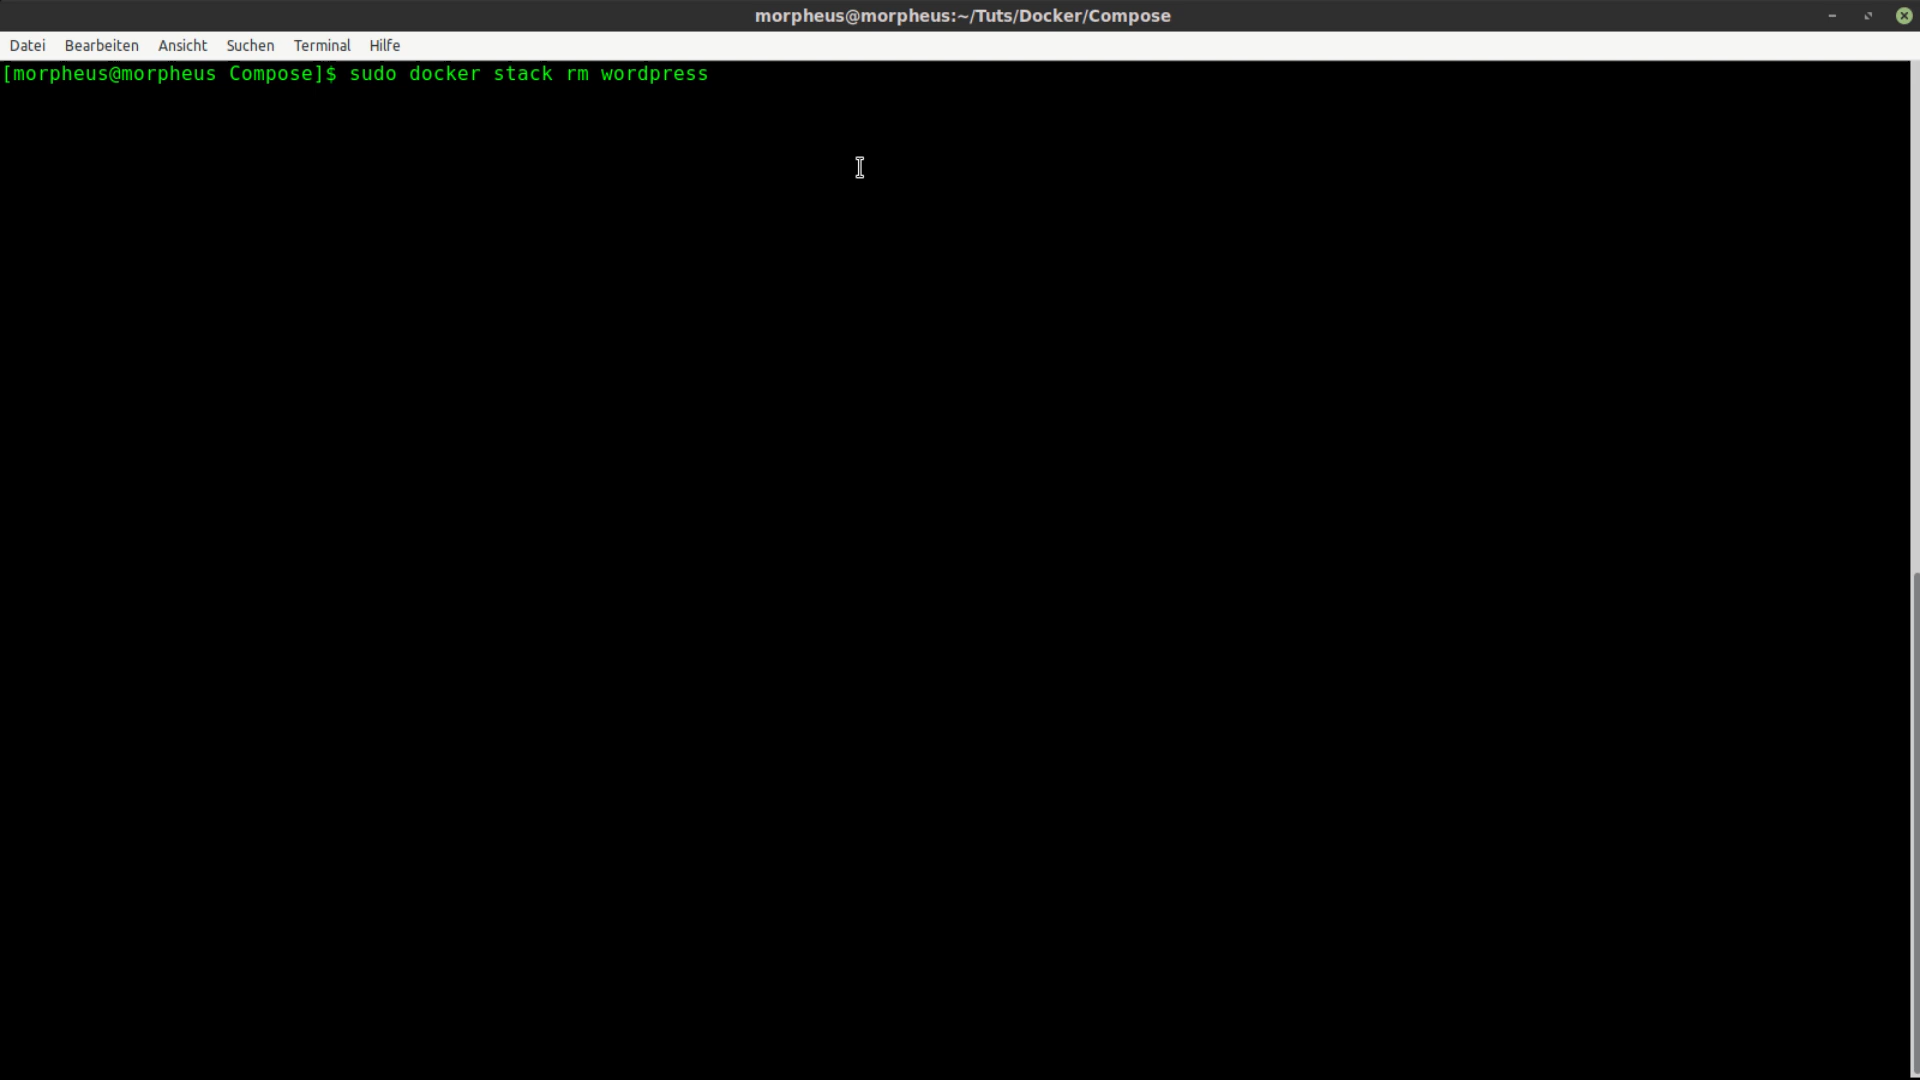 morpheus@morpheus:~/Tuts/Docker/Compose
Datei Bearbeiten Ansicht Suchen Terminal Hilfe
[morpheus@morpheus Compose]$ sudo docker stack rm wordpress